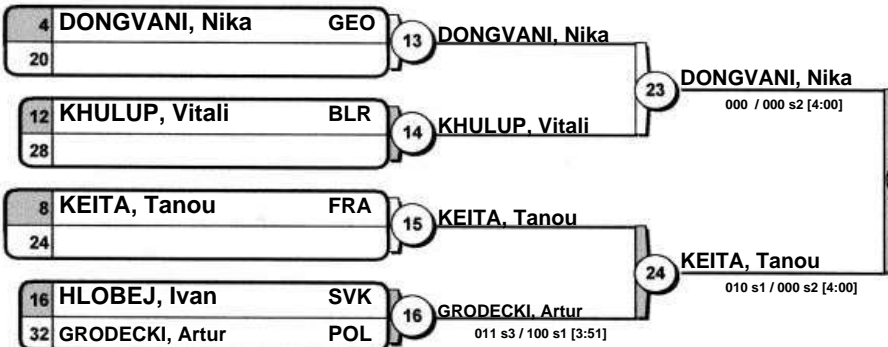 4 DONGVANI, Nika GEO
20
13 DONGVANI, Nika
12 KHULUP, Vitali BLR
28
14 KHULUP, Vitali
23 DONGVANI, Nika
000 / 000 s2 [4:00]
8 KEITA, Tanou FRA
24
15 KEITA, Tanou
16 HLOBEJ, Ivan SVK
32 GRODECKI, Artur POL
16 GRODECKI, Artur
011 s3 / 100 s1 [3:51]
24 KEITA, Tanou
010 s1 / 000 s2 [4:00]